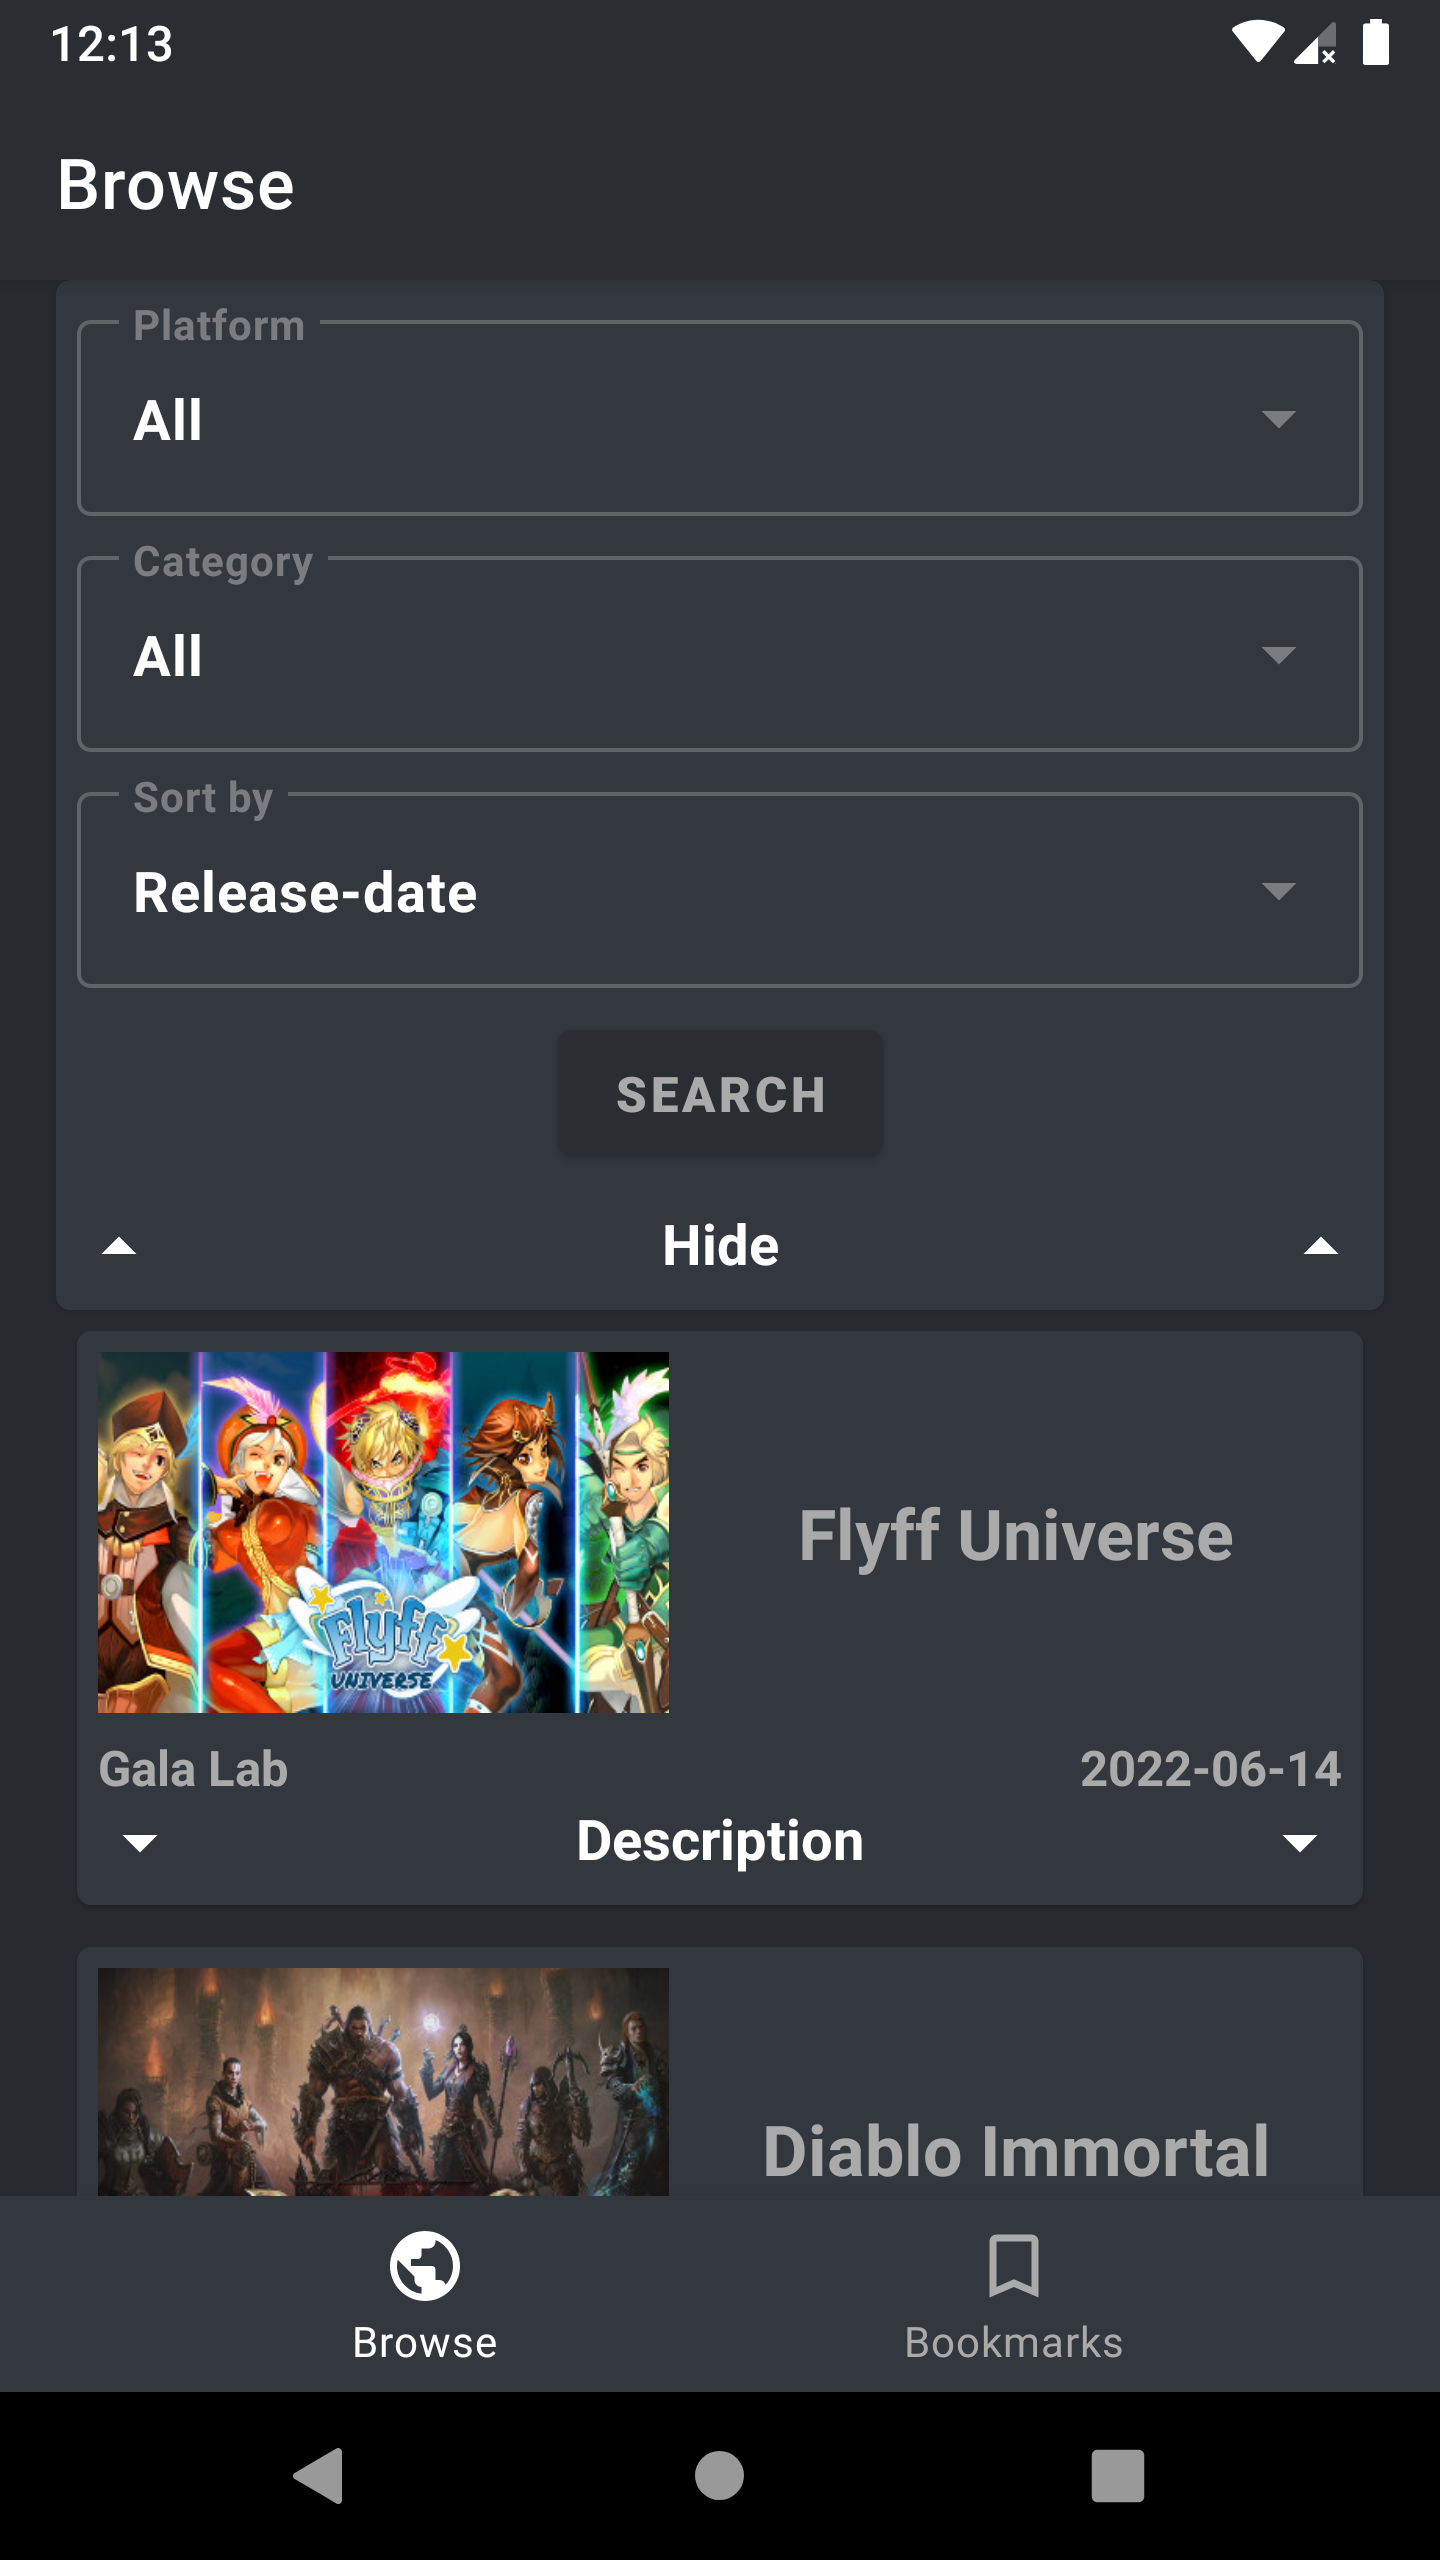 12:13
Browse
Platform
All
Category
All
Sort by
Release-date
SEARCH
Hide
Flyff
UNIVERSE
Flyff Universe
Gala Lab
2022-06-14
Description
Diablo Immortal
Browse
Bookmarks